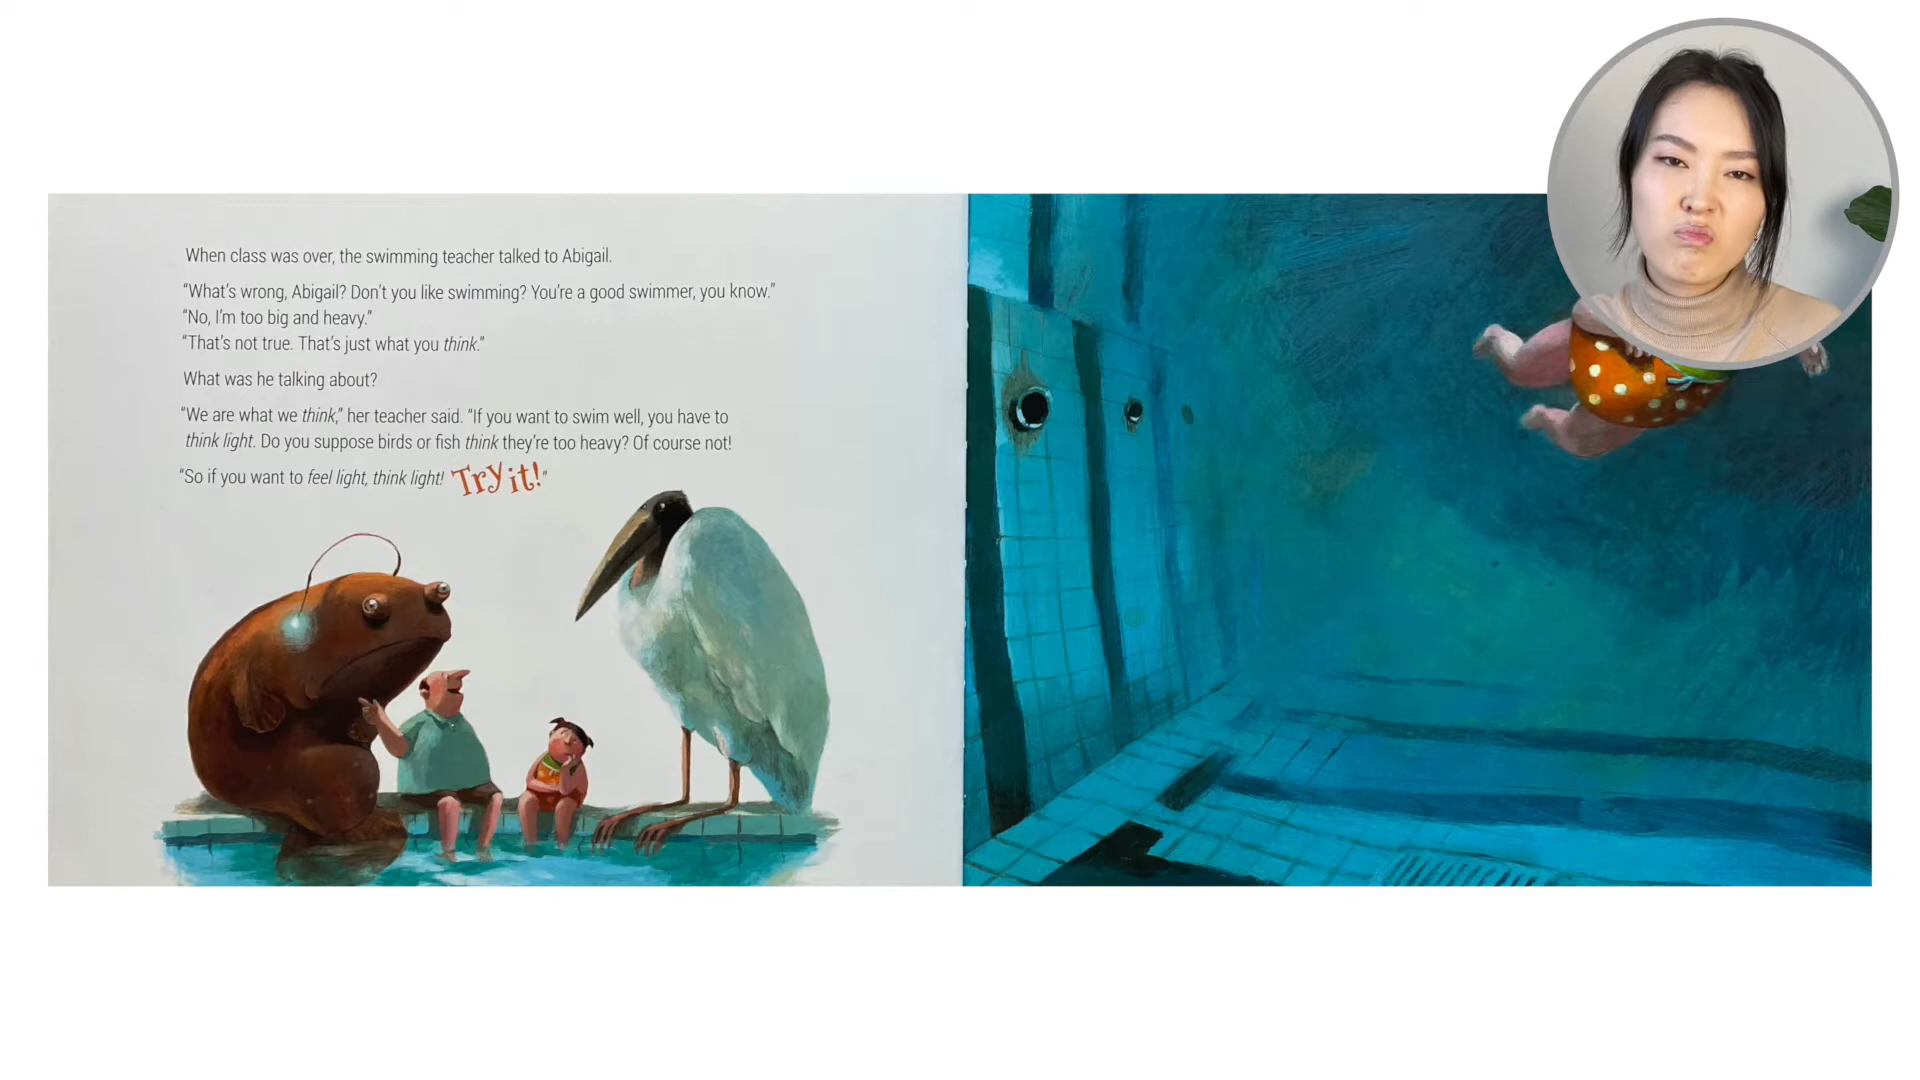 When class was over, the swimming teacher talked to Abigail.
“What’s wrong, Abigail? Don’t you like swimming? You’re a good swimmer, you know.”
“No, I’m too big and heavy.”
“That’s not true. That’s just what you think.”
What was he talking about?
“We are what we think,” her teacher said. “If you want to swim well, you have to
think light. Do you suppose birds or fish think they’re too heavy? Of course not!
“So if you want to feel light, think light! Try it!”